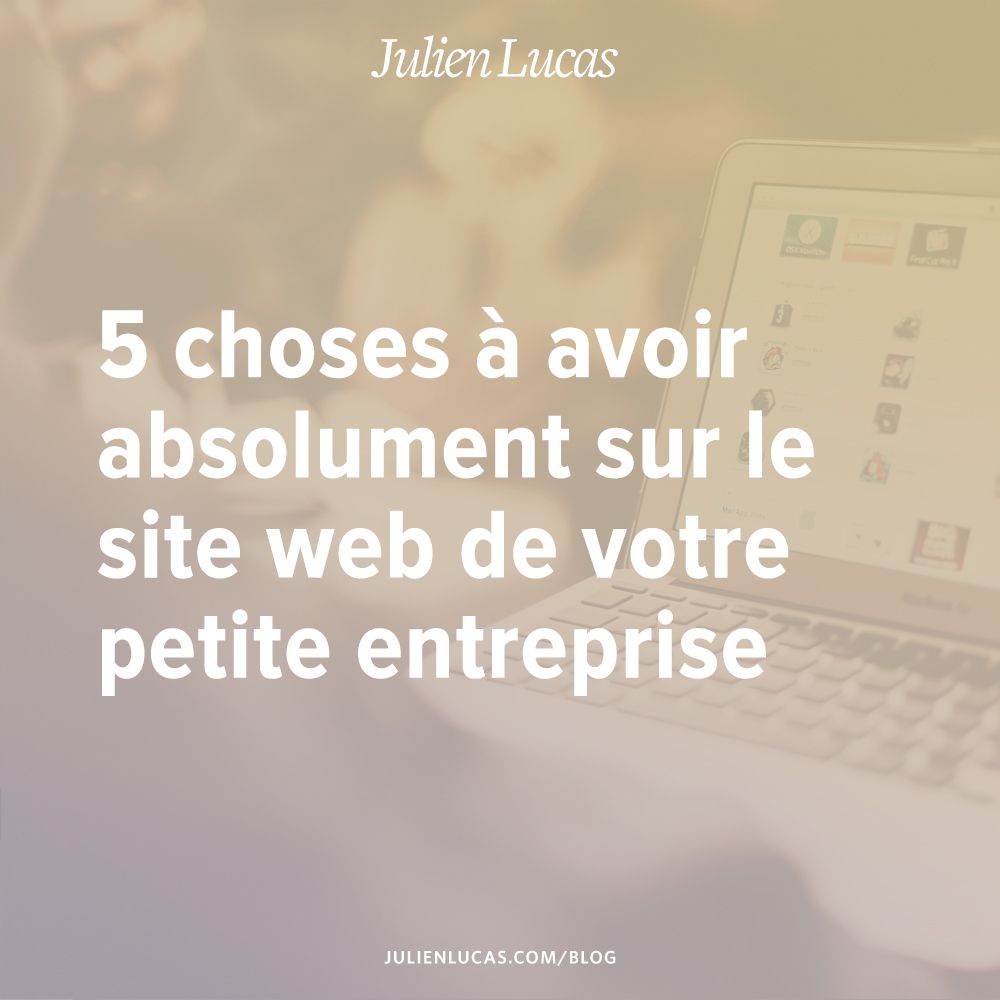 Julien Lucas
5 choses à avoir
absolument sur le
site web de votre
petite entreprise
JULIENLUCAS.COM/BLOG